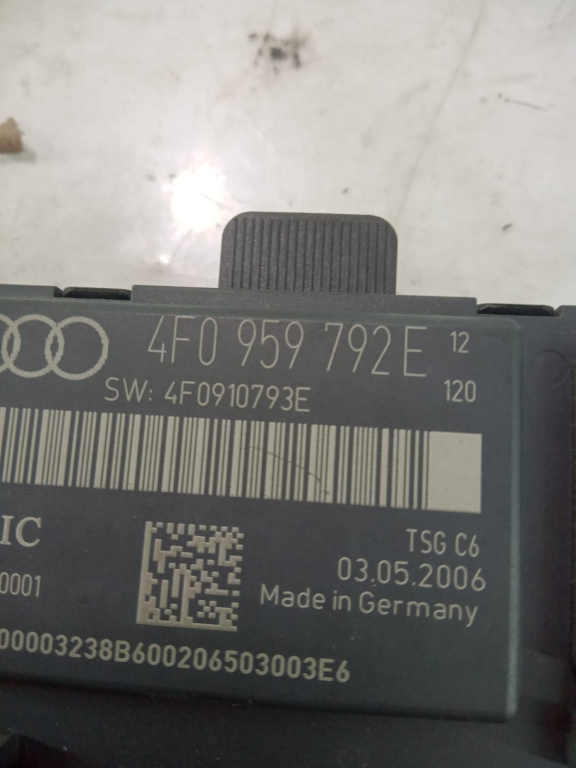 4F0 959 792E 12
SW: 4F0910793E 120
IC
TSG C6
0001
03.05.2006
Made in Germany
00003238B600206503003E6